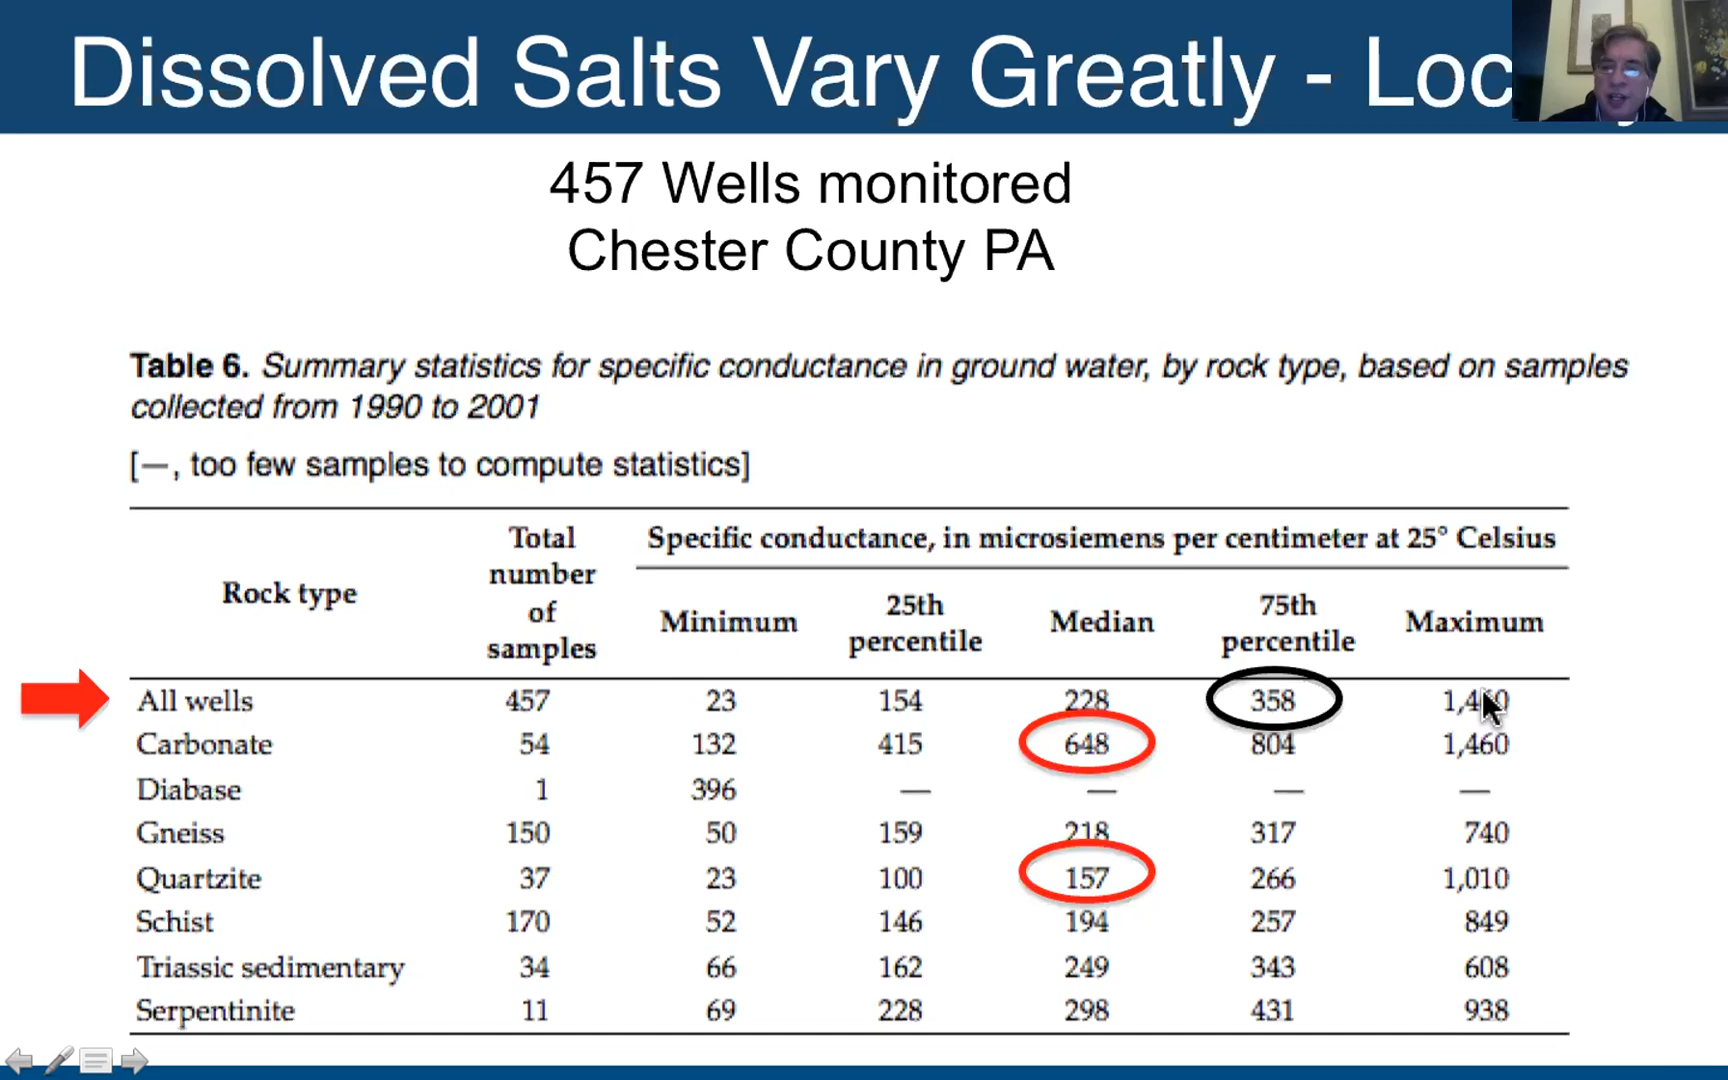 Dissolved Salts Vary Greatly - Loc
457 Wells monitored
Chester County PA
Table 6. Summary statistics for specific conductance in ground water, by rock type, based on samples
collected from 1990 to 2001
[—, too few samples to compute statistics]
Rock type Total number of samples Specific conductance, in microsiemens per centimeter at 25° Celsius
Minimum 25th percentile Median 75th percentile Maximum
All wells 457 23 154 228 358
Carbonate 54 132 415 648 804 1,460
Diabase 1 396 — — — —
Gneiss 150 50 159 218 317 740
Quartzite 37 23 100 157 266 1,010
Schist 170 52 146 194 257 849
Triassic sedimentary 34 66 162 249 343 608
Serpentinite 11 69 228 298 431 938